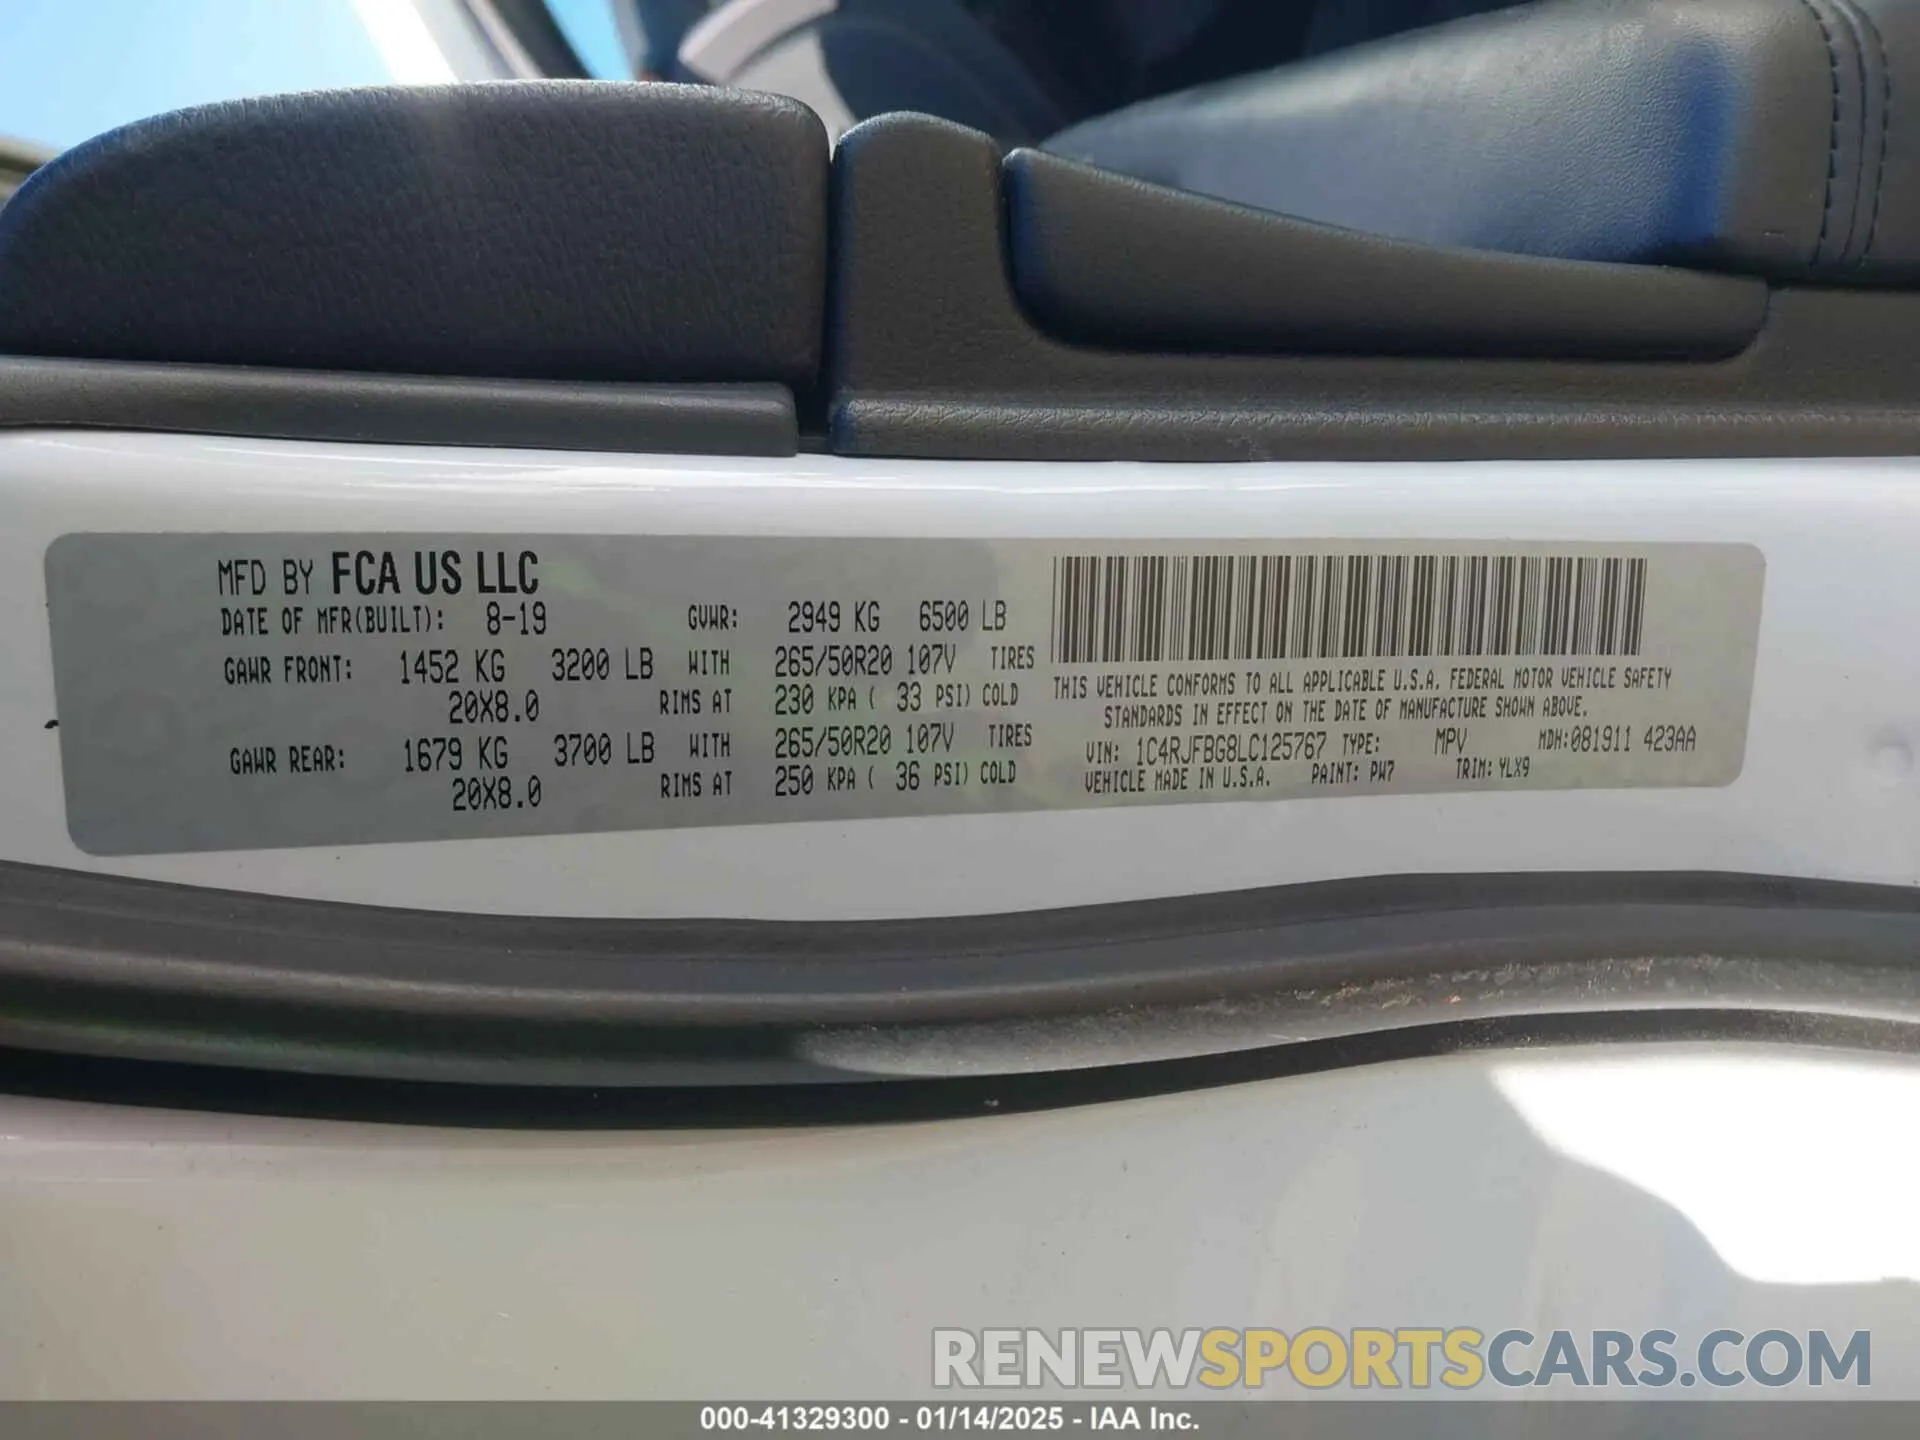 MFD BY FCA US LLC
DATE OF MFR(BUILT): 8-19 GVWR: 2949 KG 6500 LB
GAWR FRONT: 1452 KG 3200 LB WITH 265/50R20 107V TIRES
20X8.0 RIMS AT 230 KPA ( 33 PSI) COLD
GAWR REAR: 1679 KG 3700 LB WITH 265/50R20 107V TIRES
20X8.0 RIMS AT 250 KPA ( 36 PSI) COLD
THIS VEHICLE CONFORMS TO ALL APPLICABLE U.S.A. FEDERAL MOTOR VEHICLE SAFETY
STANDARDS IN EFFECT ON THE DATE OF MANUFACTURE SHOWN ABOVE.
VIN: 1C4RJFBG8LC125767 TYPE: MPV MDH:081911 423AA
VEHICLE MADE IN U.S.A. PAINT: PW7 TRIM: YLX9
RENEWSPORTSCARS.COM
000-41329300 - 01/14/2025 - IAA Inc.